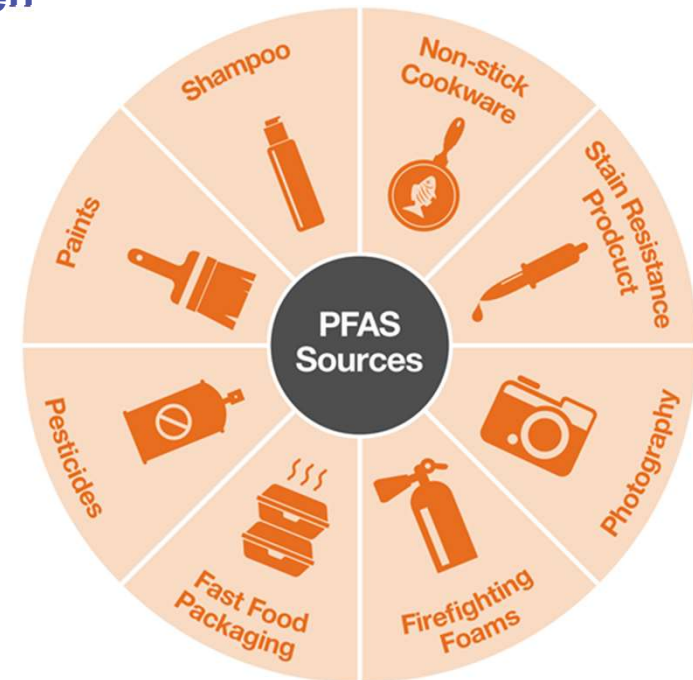 PFAS
Sources
Non-stick
Cookware
Stain Resistance
Prodcuct
Photography
Firefighting
Foams
Fast Food
Packaging
Pesticides
Paints
Shampoo